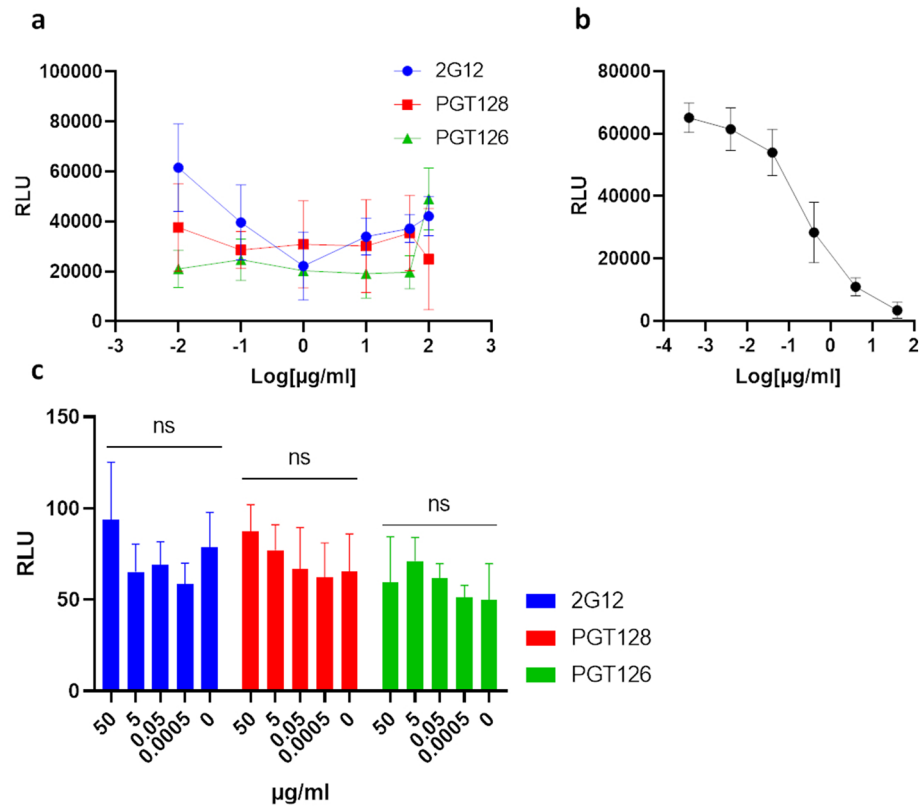 a
100000
80000
60000
40000
20000
0
RLU
-3
-2
-1
0
1
2
3
Log[µg/ml]
2G12
PGT128
PGT126
b
80000
60000
40000
20000
0
RLU
-4
-3
-2
-1
0
1
2
Log[µg/ml]
c
150
100
50
0
RLU
ns
ns
ns
50
5
0.05
0.0005
0
50
5
0.05
0.0005
0
50
5
0.05
0.0005
0
µg/ml
2G12
PGT128
PGT126